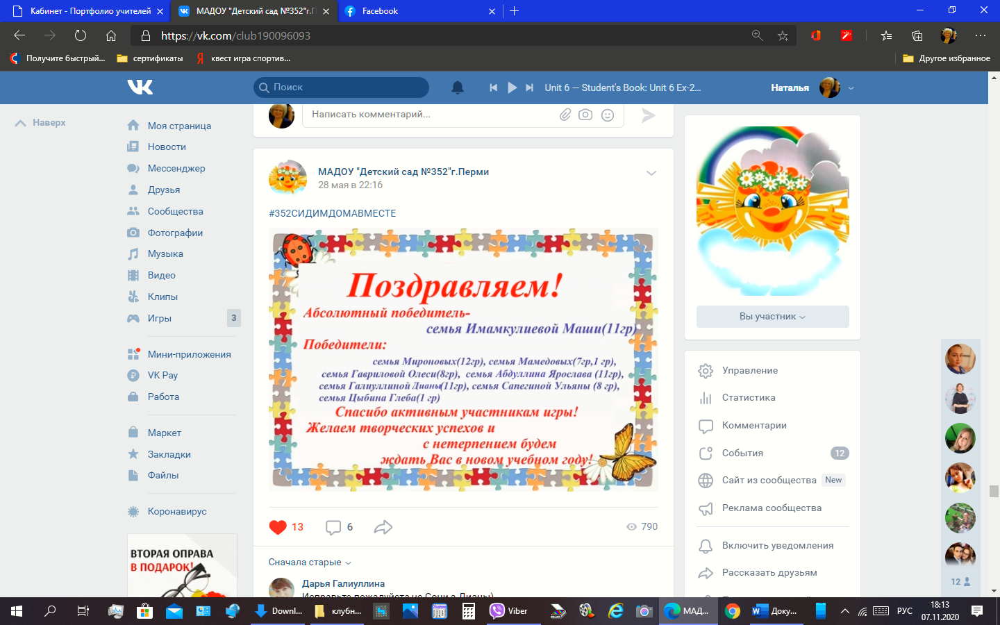 Кабинет - Портфолио учителей
МАДОУ "Детский сад №352"г.П
Facebook
https://vk.com/club190096093
Получите быстрый...
сертификаты
квест игра спортив...
Другое избранное
Поиск
Unit 6 — Student's Book: Unit 6 Ex-2...
Наталья
Наверх
Моя страница
Новости
Мессенджер
Друзья
Сообщества
Фотографии
Музыка
Видео
Клипы
Игры 3
Мини-приложения
VK Pay
Работа
Маркет
Закладки
Файлы
Коронавирус
ВТОРАЯ ОПРАВА
В ПОДАРОК!
Написать комментарий...
МАДОУ "Детский сад №352"г.Перми
28 мая в 22:16
#352СИДИМДОМАВМЕСТЕ
Поздравляем!
Абсолютный победитель-
семья Имамкулиевой Маши(11гр)
Победители:
семья Мироновых(12гр), семья Мамедовых(7гр,1 гр),
семья Гавриловой Олеси(8гр), семья Абдуллина Ярослава (11гр),
семья Галиуллиной Дианы(11гр), семья Сапегиной Ульяны (8 гр),
семья Цыбина Глеба(1 гр)
Спасибо активным участникам игры!
Желаем творческих успехов и
с нетерпением будем
ждать Вас в новом учебном году!
13
6
790
Сначала старые
Дарья Галиуллина
Исправьте пожалуйста не Сони а Дианы)
Вы участник
Управление
Статистика
Комментарии
События 12
Сайт из сообщества New
Реклама сообщества
Включить уведомления
Рассказать друзьям
12
Downl...
клубн...
Viber
МАД...
Доку...
РУС
18:13
07.11.2020